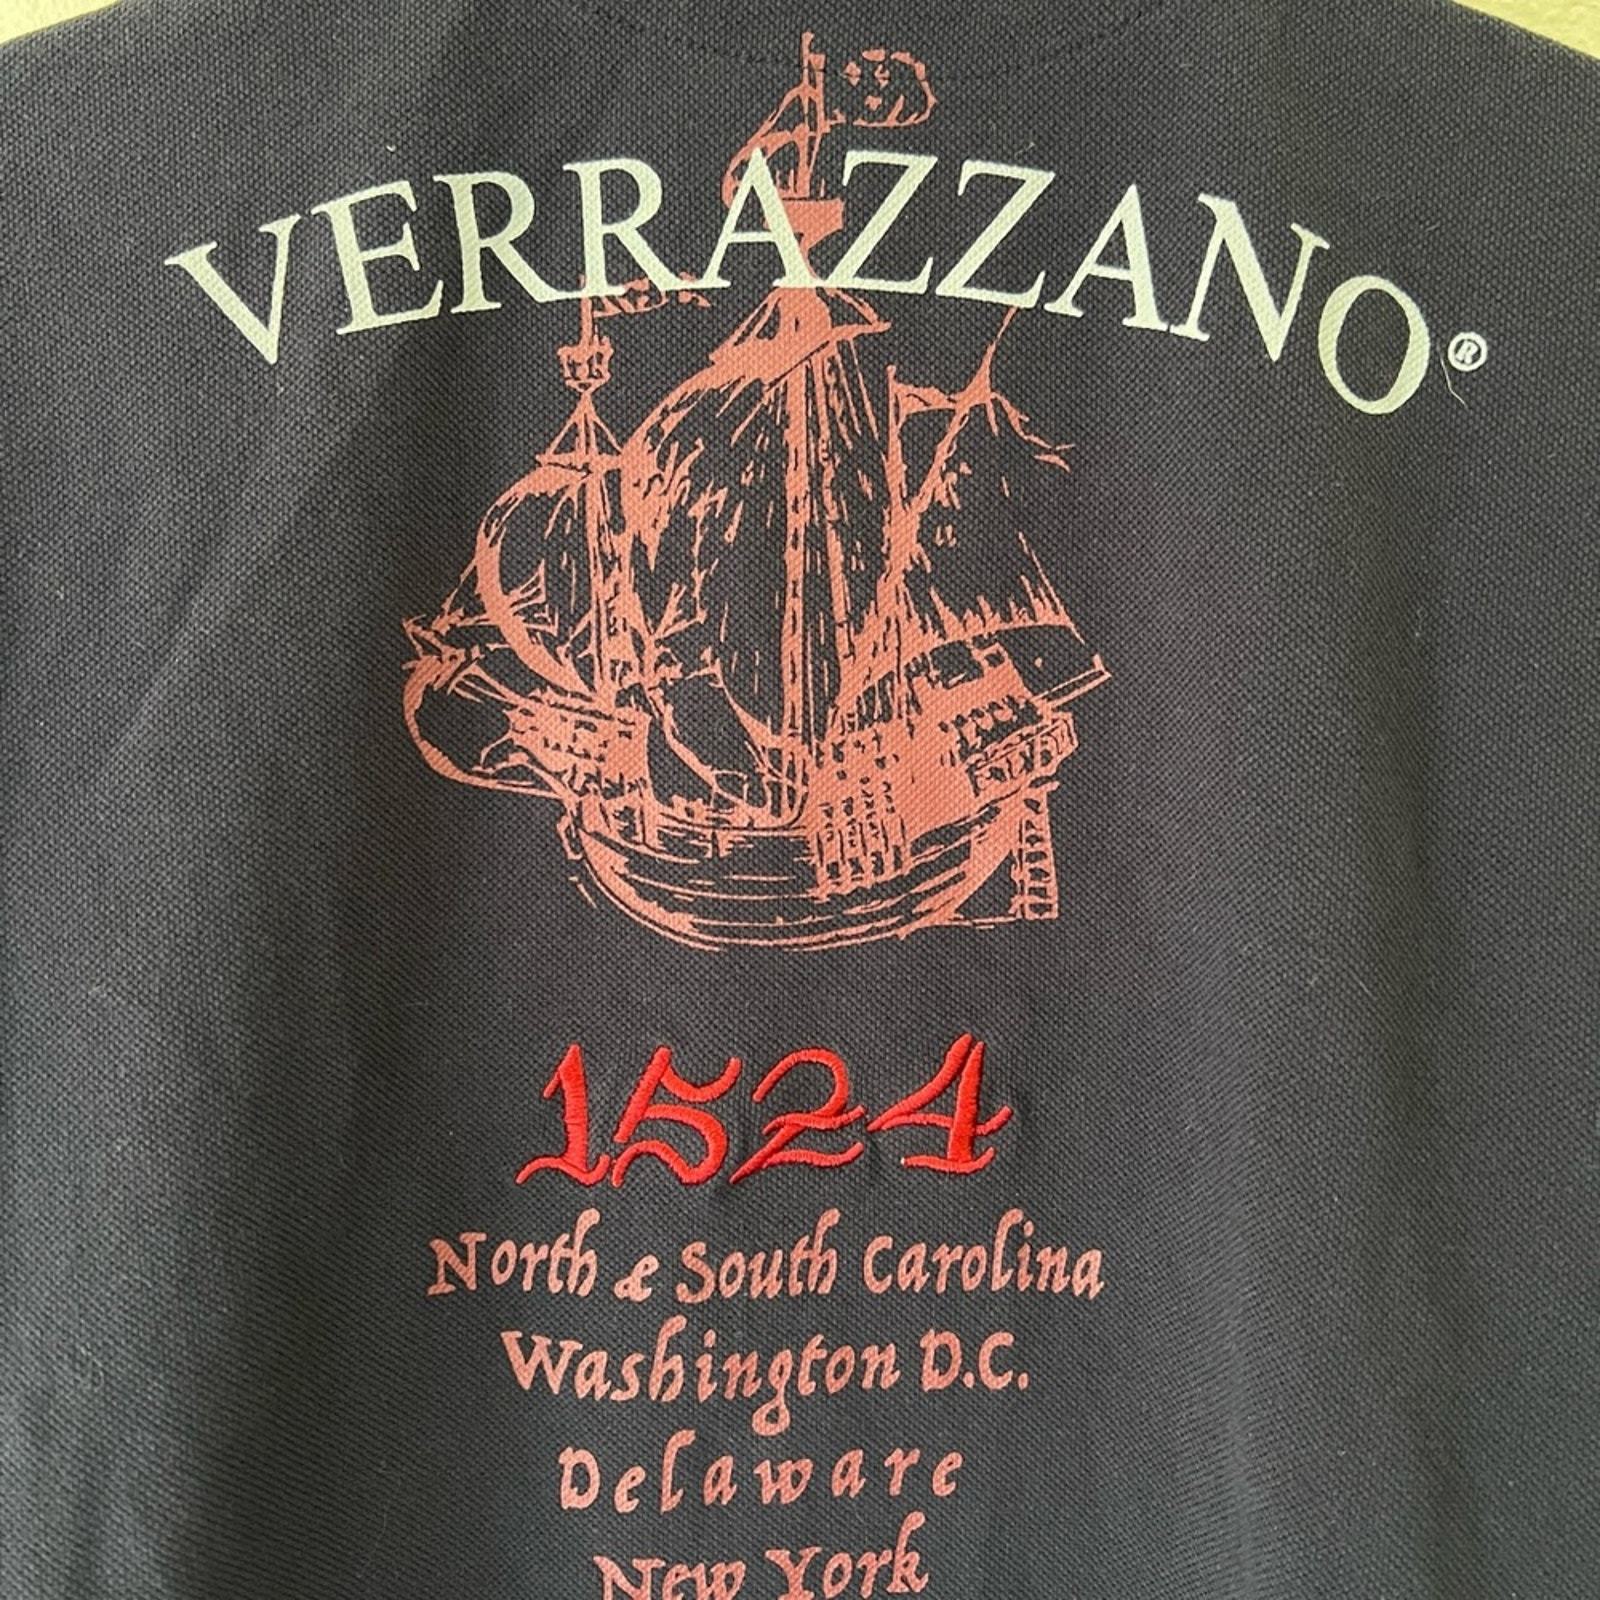 VERRAZZANO®
1524
North & South Carolina
Washington D.C.
Delaware
New York